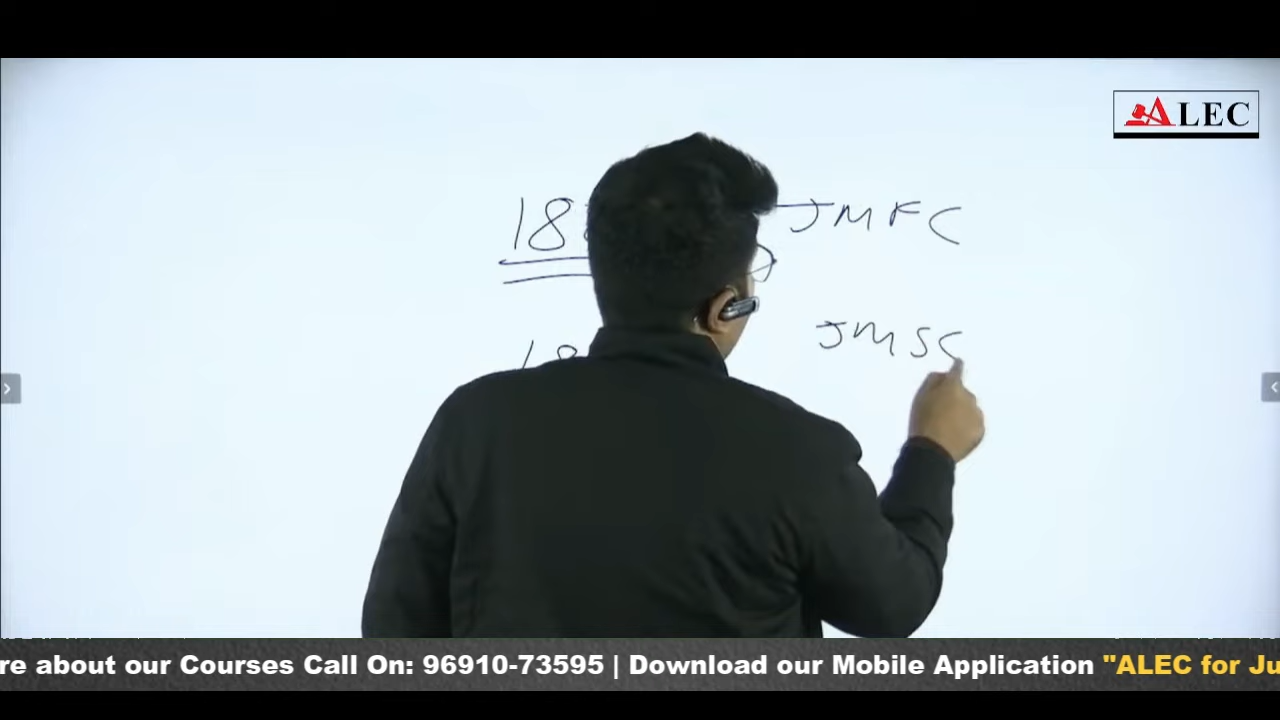 ALEC
18 JMFC
18 JMSC
re about our Courses Call On: 96910-73595 | Download our Mobile Application "ALEC for Ju